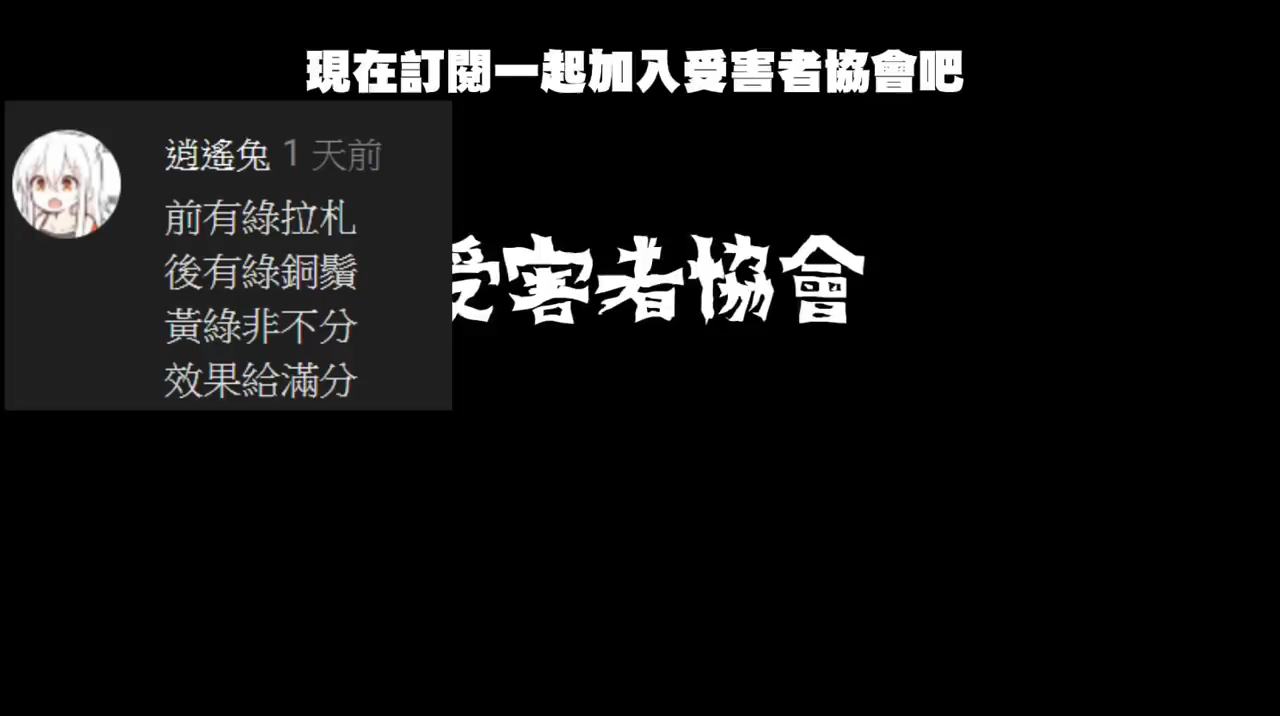 現在訂閱一起加入受害者協會吧
逍遙兔 1 天前
前有綠拉札
後有綠銅鬚
黃綠非不分
效果給滿分
受害者協會